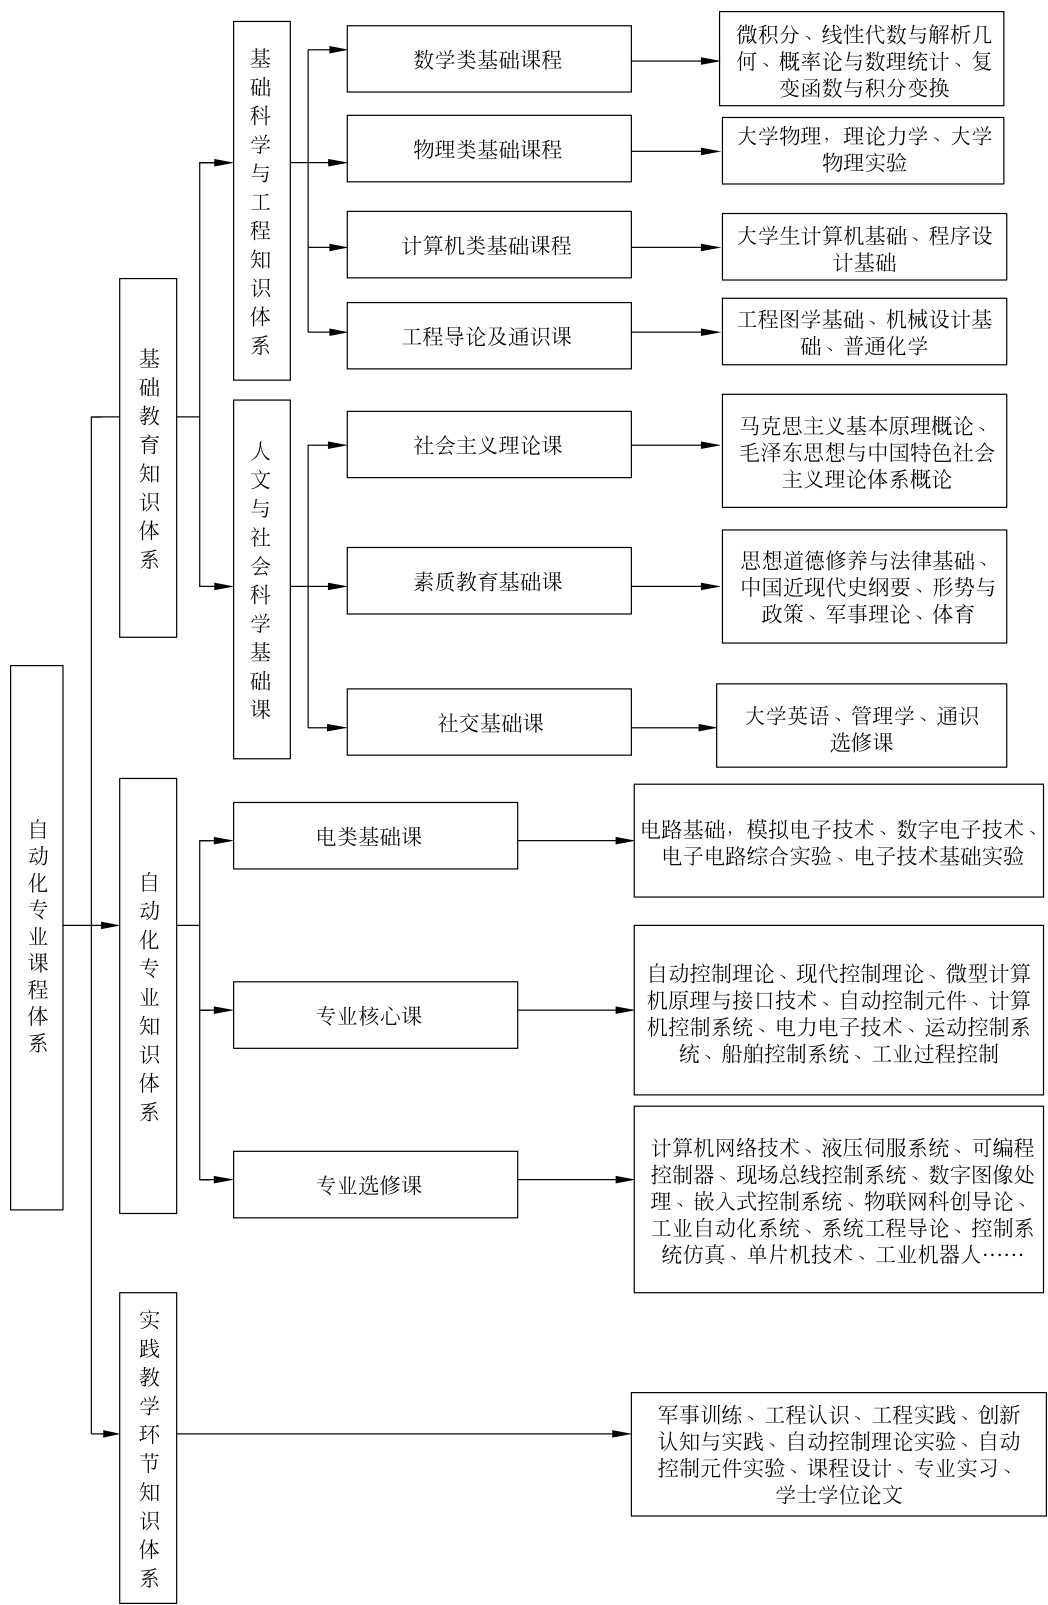 自动化专业课程体系
基础教育知识体系
基础科学与工程知识体系
数学类基础课程
微积分、线性代数与解析几
何、概率论与数理统计、复
变函数与积分变换
物理类基础课程
大学物理，理论力学、大学
物理实验
计算机类基础课程
大学生计算机基础、程序设
计基础
工程导论及通识课
工程图学基础、机械设计基
础、普通化学
人文与社会科学基础课
社会主义理论课
马克思主义基本原理概论、
毛泽东思想与中国特色社会
主义理论体系概论
素质教育基础课
思想道德修养与法律基础、
中国近现代史纲要、形势与
政策、军事理论、体育
社交基础课
大学英语、管理学、通识
选修课
自动化专业知识体系
电类基础课
电路基础，模拟电子技术、数字电子技术、
电子电路综合实验、电子技术基础实验
专业核心课
自动控制理论、现代控制理论、微型计算
机原理与接口技术、自动控制元件、计算
机控制系统、电力电子技术、运动控制系
统、船舶控制系统、工业过程控制
专业选修课
计算机网络技术、液压伺服系统、可编程
控制器、现场总线控制系统、数字图像处
理、嵌入式控制系统、物联网科创导论、
工业自动化系统、系统工程导论、控制系
统仿真、单片机技术、工业机器人……
实践教学环节知识体系
军事训练、工程认识、工程实践、创新
认知与实践、自动控制理论实验、自动
控制元件实验、课程设计、专业实习、
学士学位论文